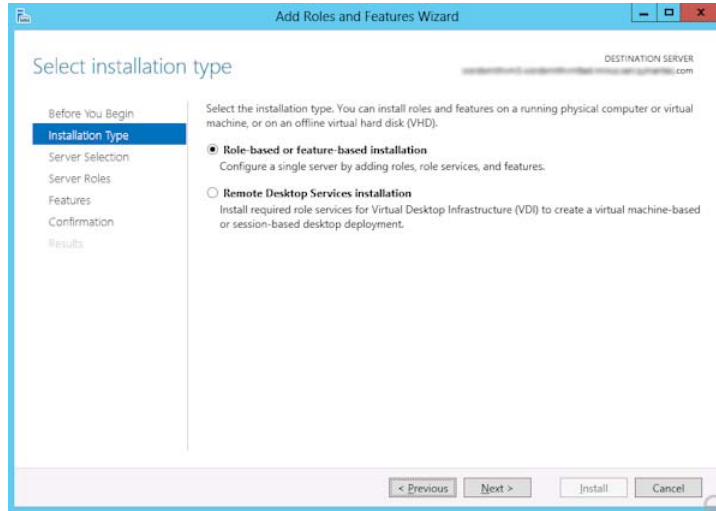 Add Roles and Features Wizard
Select installation type
DESTINATION SERVER
.com
Before You Begin
Installation Type
Server Selection
Server Roles
Features
Confirmation
Results
Select the installation type. You can install roles and features on a running physical computer or virtual
machine, or on an offline virtual hard disk (VHD).
Role-based or feature-based installation
Configure a single server by adding roles, role services, and features.
Remote Desktop Services installation
Install required role services for Virtual Desktop Infrastructure (VDI) to create a virtual machine-based
or session-based desktop deployment.
< Previous Next > Install Cancel